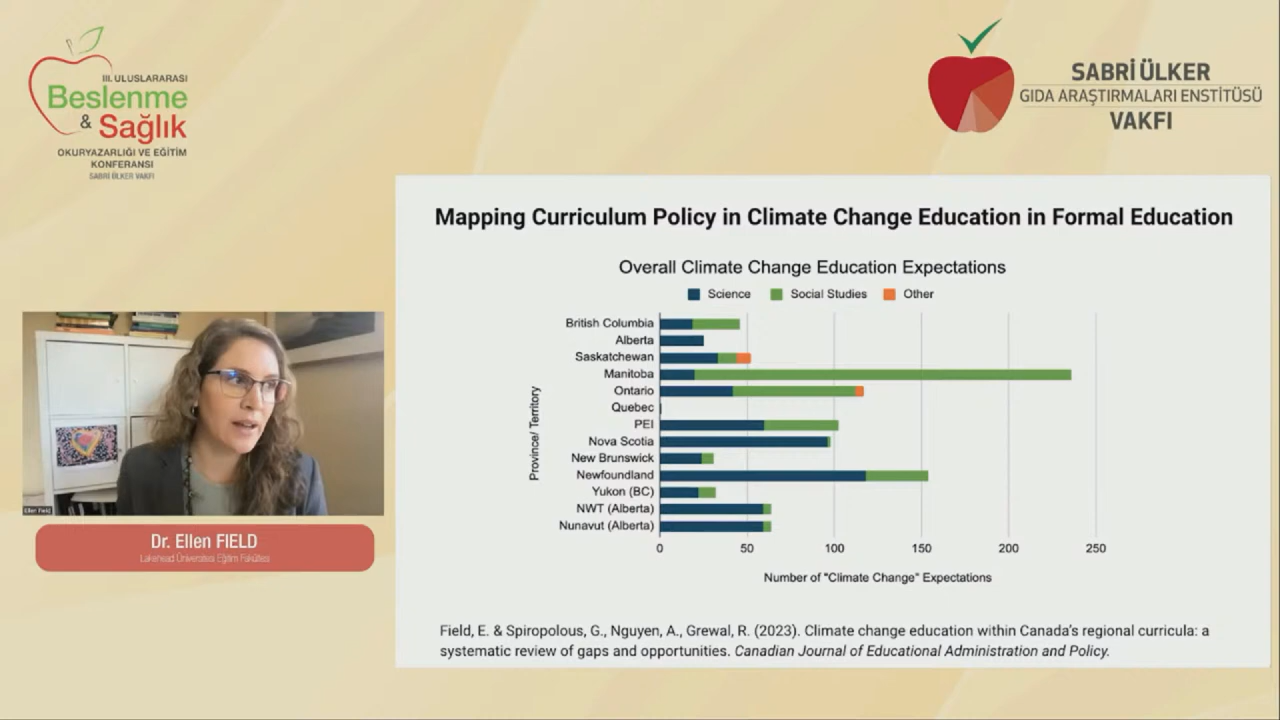 III. ULUSLARARASI
Beslenme
& Sağlık
OKURYAZARLIĞI VE EĞİTİM
KONFERANSI
SABRİ ÜLKER VAKFI
SABRİ ÜLKER
GIDA ARAŞTIRMALARI ENSTİTÜSÜ
VAKFI
Mapping Curriculum Policy in Climate Change Education in Formal Education
Overall Climate Change Education Expectations
Science Social Studies Other
Province/ Territory
British Columbia
Alberta
Saskatchewan
Manitoba
Ontario
Quebec
PEI
Nova Scotia
New Brunswick
Newfoundland
Yukon (BC)
NWT (Alberta)
Nunavut (Alberta)
0 50 100 150 200 250
Number of "Climate Change" Expectations
Field, E. & Spiropolous, G., Nguyen, A., Grewal, R. (2023). Climate change education within Canada's regional curricula: a
systematic review of gaps and opportunities. Canadian Journal of Educational Administration and Policy.
Ellen Field
Dr. Ellen FIELD
Lakehead Üniversitesi Eğitim Fakültesi